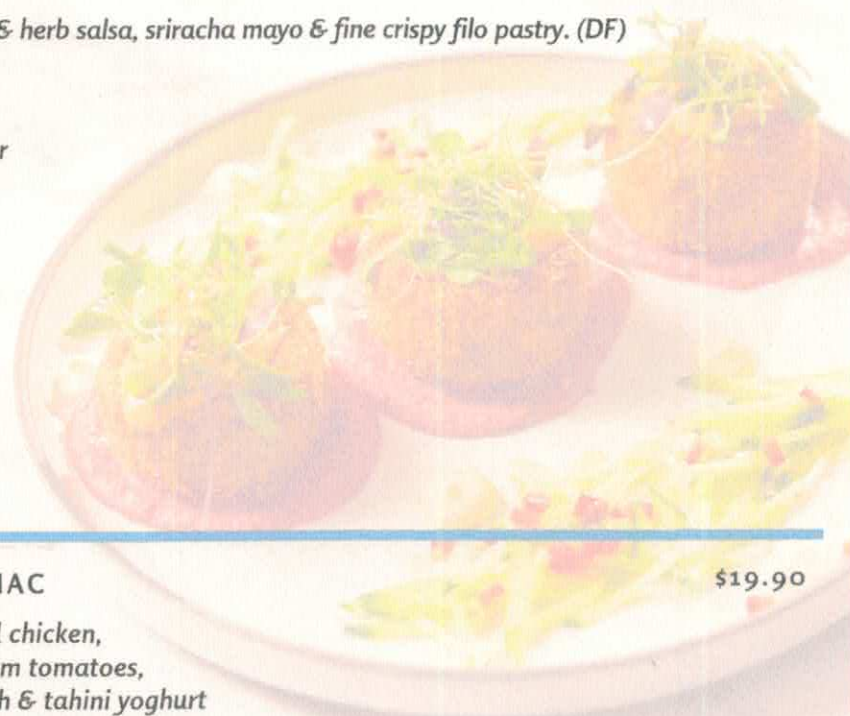 & herb salsa, sriracha mayo & fine crispy filo pastry. (DF)
r
IAC $19.90
chicken,
m tomatoes,
h & tahini yoghurt